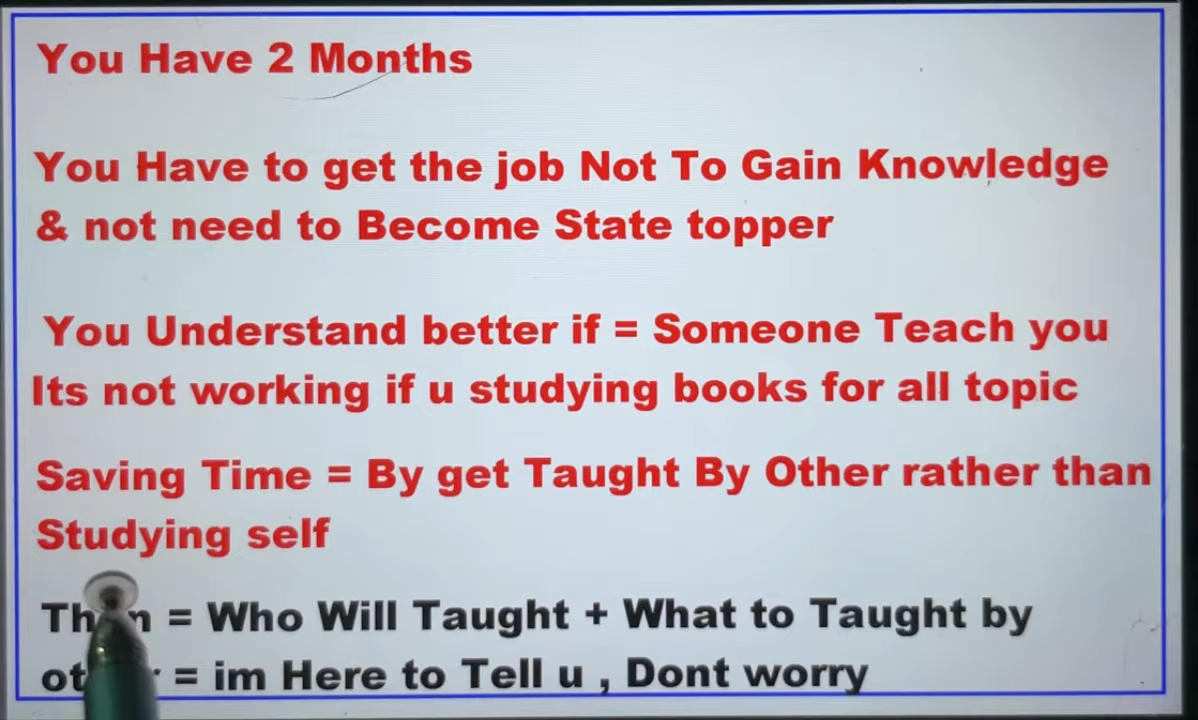 You Have 2 Months
You Have to get the job Not To Gain Knowledge
& not need to Become State topper
You Understand better if = Someone Teach you
Its not working if u studying books for all topic
Saving Time = By get Taught By Other rather than
Studying self
= Who Will Taught + What to Taught by
= im Here to Tell u , Dont worry